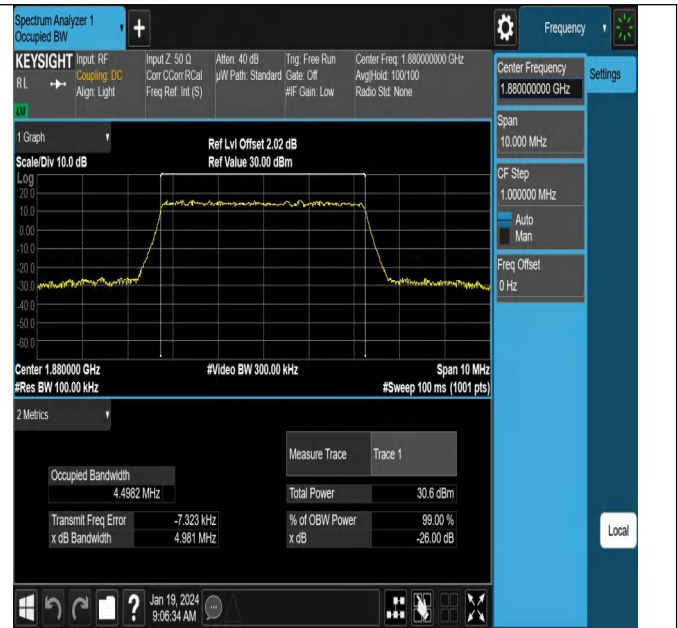 Spectrum Analyzer 1
Occupied BW
Frequency
KEYSIGHT
RL
LXI
Input: RF
Coupling: DC
Align: Light
Input Z: 50 Ω
Corr CCorr RCal
Freq Ref: Int (S)
Atten: 40 dB
µW Path: Standard
Trig: Free Run
Gate: Off
#IF Gain: Low
Center Freq: 1.880000000 GHz
Avg|Hold: 100/100
Radio Std: None
Center Frequency
1.880000000 GHz
Settings
Span
10.000 MHz
CF Step
1.000000 MHz
Auto
Man
Freq Offset
0 Hz
Local
1 Graph
Scale/Div 10.0 dB
Ref Lvl Offset 2.02 dB
Ref Value 30.00 dBm
Log
20.0
10.0
0.00
-10.0
-20.0
-30.0
-40.0
-50.0
-60.0
Center 1.88000 GHz
#Video BW 300.00 kHz
Span 10 MHz
#Res BW 100.00 kHz
#Sweep 100 ms (1001 pts)
2 Metrics
Measure Trace
Trace 1
Occupied Bandwidth
4.4982 MHz
Total Power
30.6 dBm
Transmit Freq Error
-7.323 kHz
% of OBW Power
99.00 %
x dB Bandwidth
4.981 MHz
x dB
-26.00 dB
?
Jan 19, 2024
9:06:34 AM